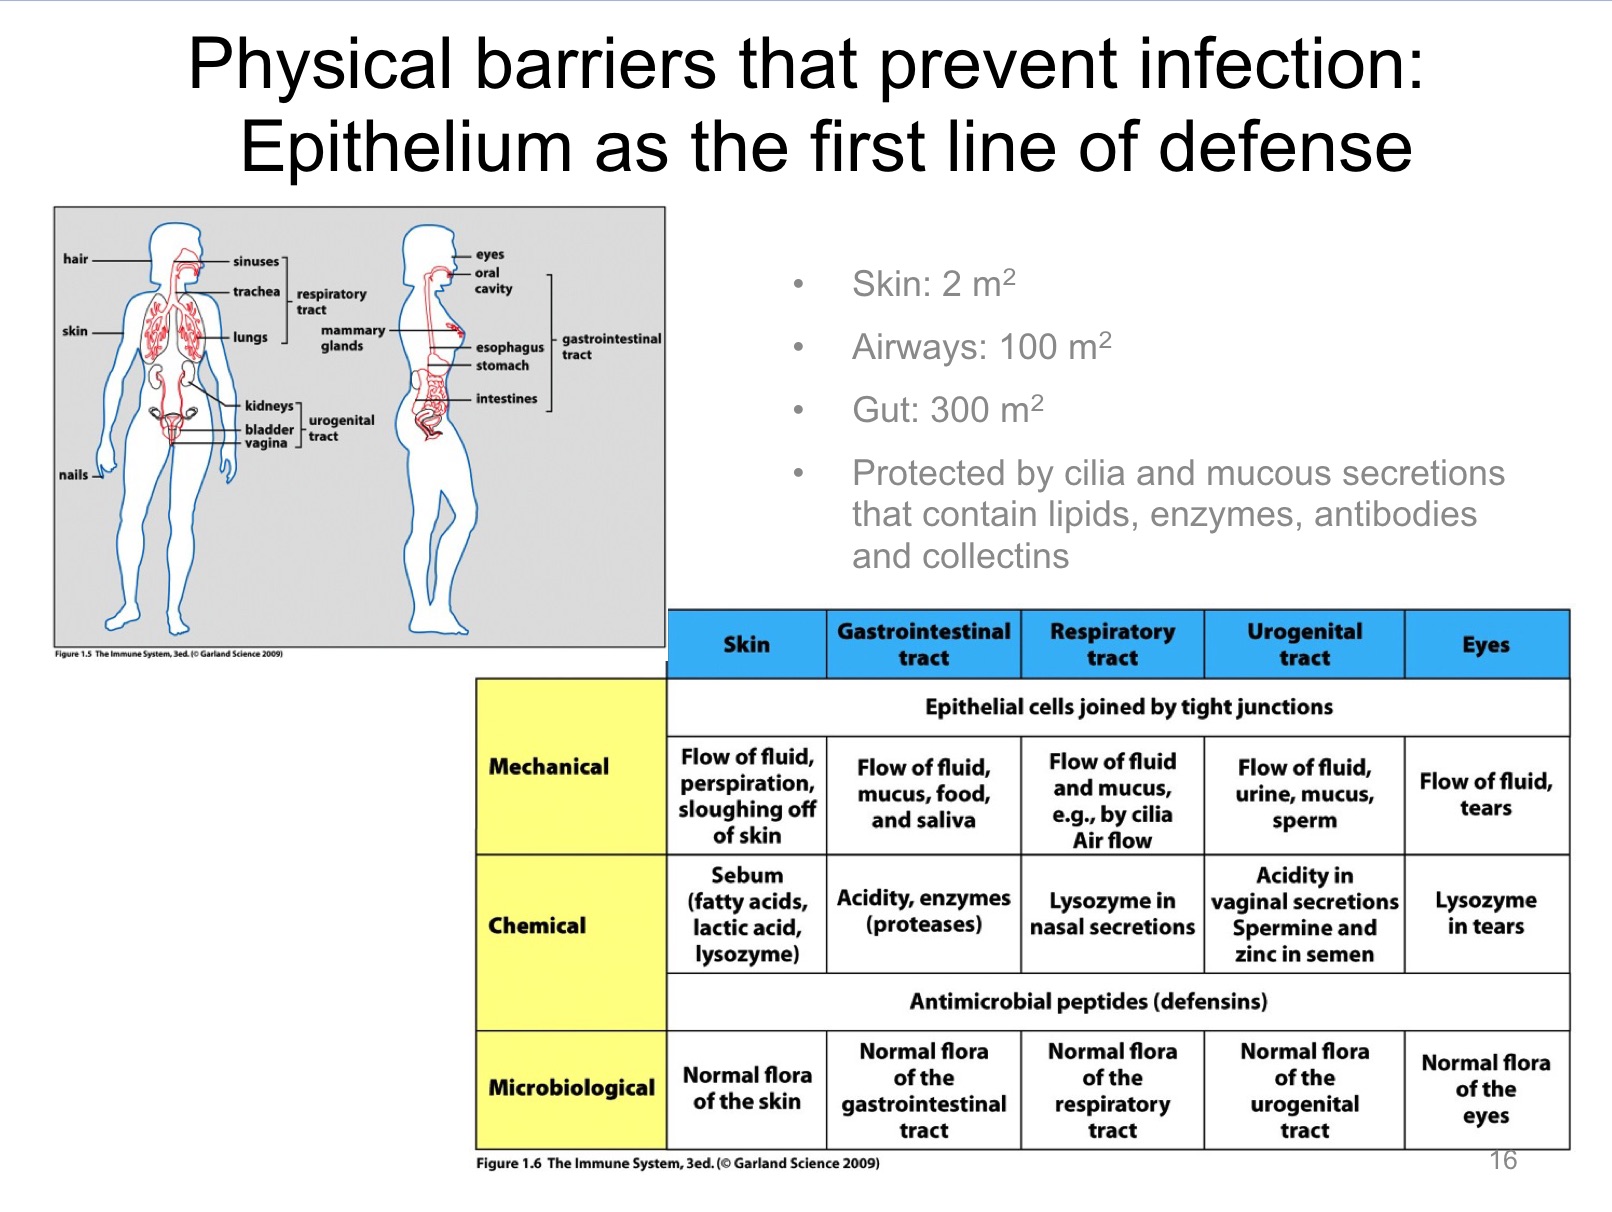 Physical barriers that prevent infection:
Epithelium as the first line of defense
hair
skin
nails
sinuses
trachea
lungs
respiratory
tract
kidneys
bladder
vagina
urogenital
tract
eyes
oral
cavity
mammary
glands
esophagus
stomach
intestines
gastrointestinal
tract
Figure 1.5 The Immune System, 3ed. (© Garland Science 2009)
• Skin: 2 m²
• Airways: 100 m²
• Gut: 300 m²
• Protected by cilia and mucous secretions
that contain lipids, enzymes, antibodies
and collectins
Skin
Gastrointestinal
tract
Respiratory
tract
Urogenital
tract
Eyes
Mechanical
Epithelial cells joined by tight junctions
Flow of fluid,
perspiration,
sloughing off
of skin
Flow of fluid,
mucus, food,
and saliva
Flow of fluid
and mucus,
e.g., by cilia
Air flow
Flow of fluid,
urine, mucus,
sperm
Flow of fluid,
tears
Chemical
Sebum
(fatty acids,
lactic acid,
lysozyme)
Acidity, enzymes
(proteases)
Lysozyme in
nasal secretions
Acidity in
vaginal secretions
Spermine and
zinc in semen
Lysozyme
in tears
Antimicrobial peptides (defensins)
Microbiological
Normal flora
of the skin
Normal flora
of the
gastrointestinal
tract
Normal flora
of the
respiratory
tract
Normal flora
of the
urogenital
tract
Normal flora
of the
eyes
Figure 1.6 The Immune System, 3ed. (© Garland Science 2009)
16